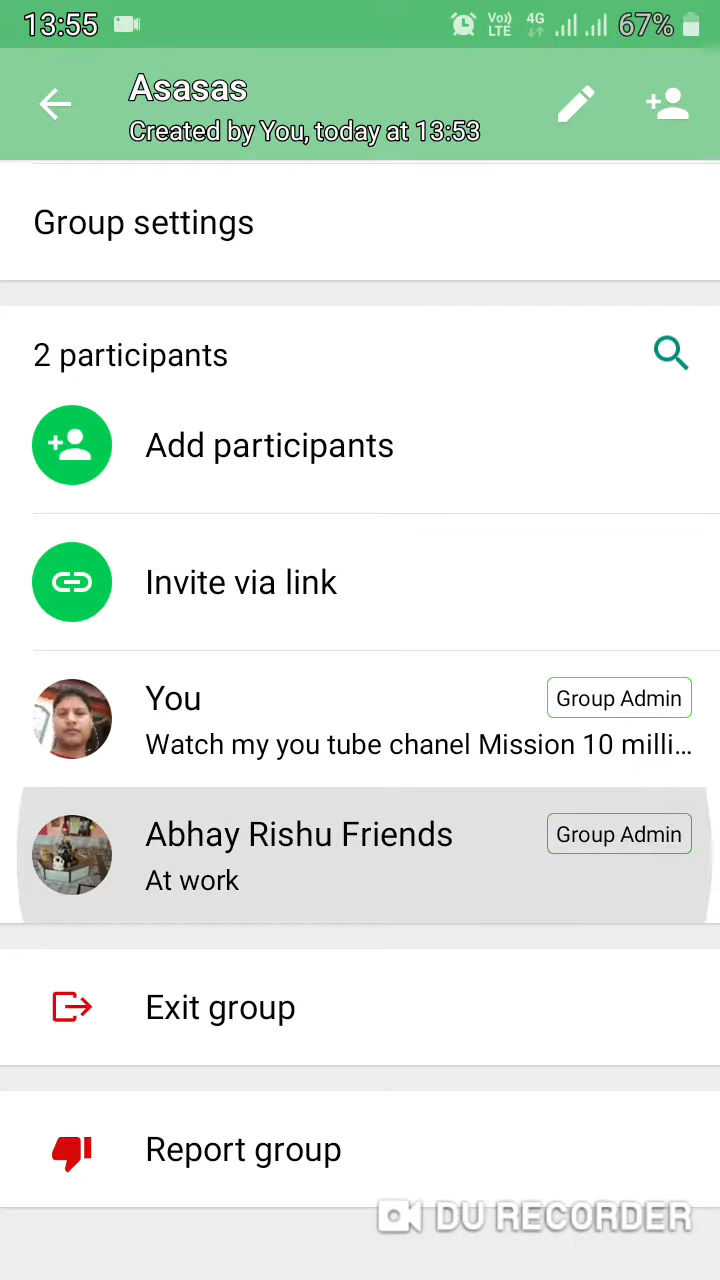 13:55
Vo)) LTE 4G 67%
Asasas
Created by You, today at 13:53
Group settings
2 participants
Add participants
Invite via link
You Group Admin
Watch my you tube chanel Mission 10 milli...
Abhay Rishu Friends Group Admin
At work
Exit group
Report group
DU RECORDER